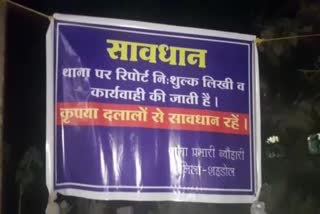 सावधान
थाना पर रिपोर्ट निःशुल्क लिखी व
कार्यवाही की जाती है।
कृपया दलालों से सावधान रहें।
थाना प्रभारी ब्यौहारी
जिला-शहडोल